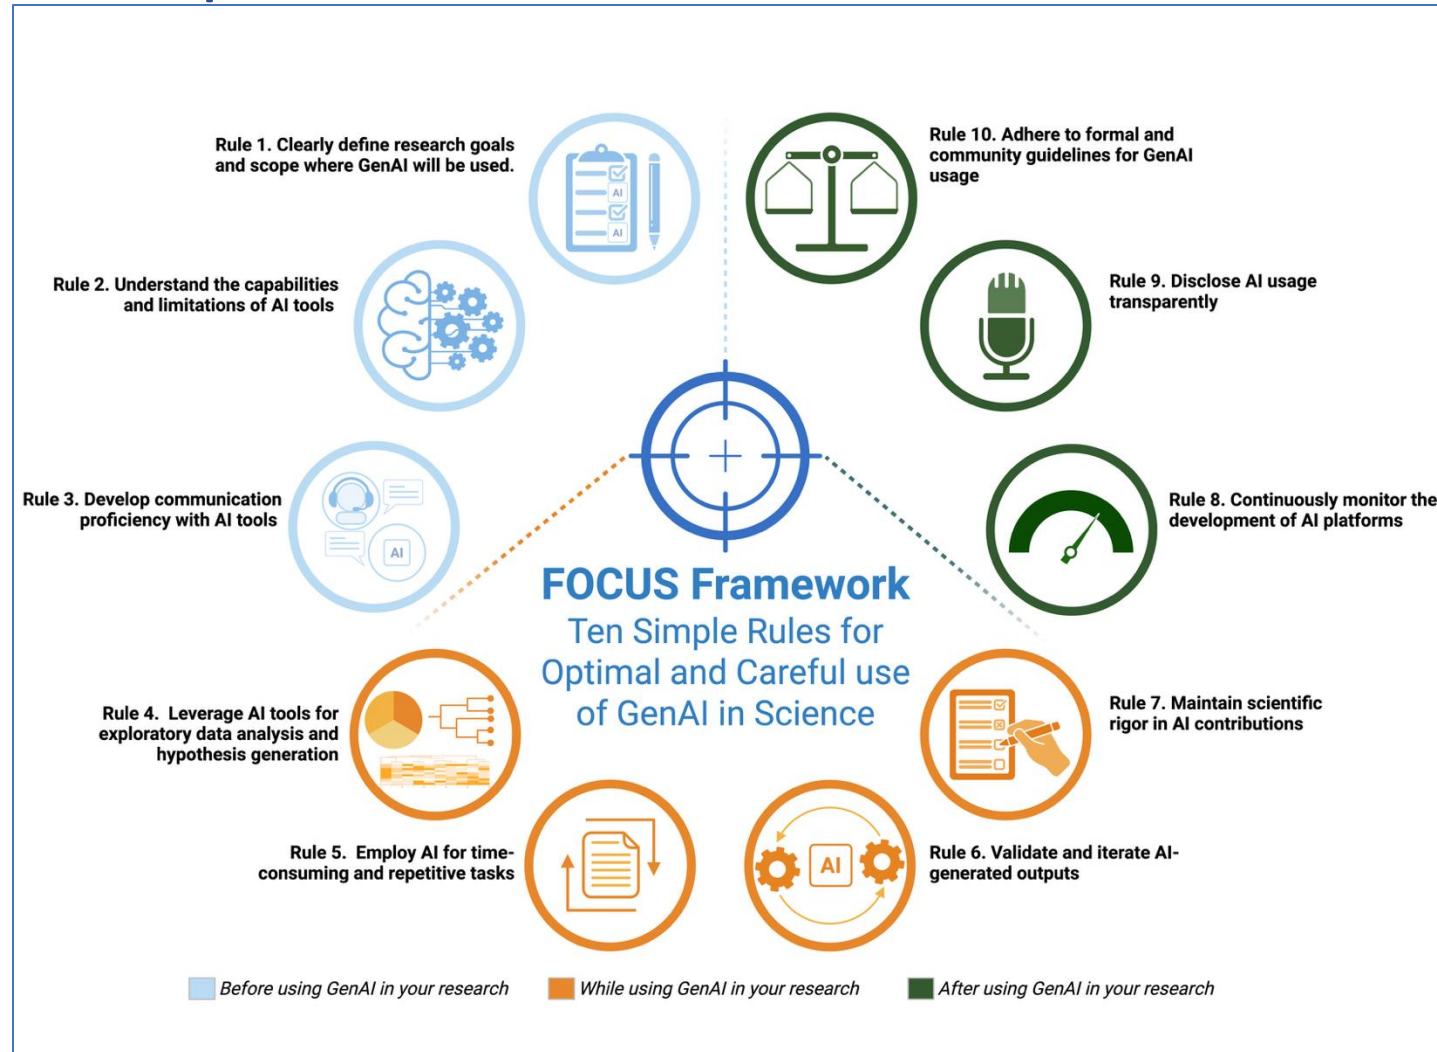 Rule 1. Clearly define research goals
and scope where GenAI will be used.
AI
AI
Rule 2. Understand the capabilities
and limitations of AI tools
Rule 3. Develop communication
proficiency with AI tools
AI
Rule 4. Leverage AI tools for
exploratory data analysis and
hypothesis generation
Rule 5. Employ AI for time-
consuming and repetitive tasks
AI
Rule 6. Validate and iterate AI-
generated outputs
Rule 7. Maintain scientific
rigor in AI contributions
Rule 8. Continuously monitor the
development of AI platforms
Rule 9. Disclose AI usage
transparently
Rule 10. Adhere to formal and
community guidelines for GenAI
usage
FOCUS Framework
Ten Simple Rules for
Optimal and Careful use
of GenAI in Science
Before using GenAI in your research
While using GenAI in your research
After using GenAI in your research